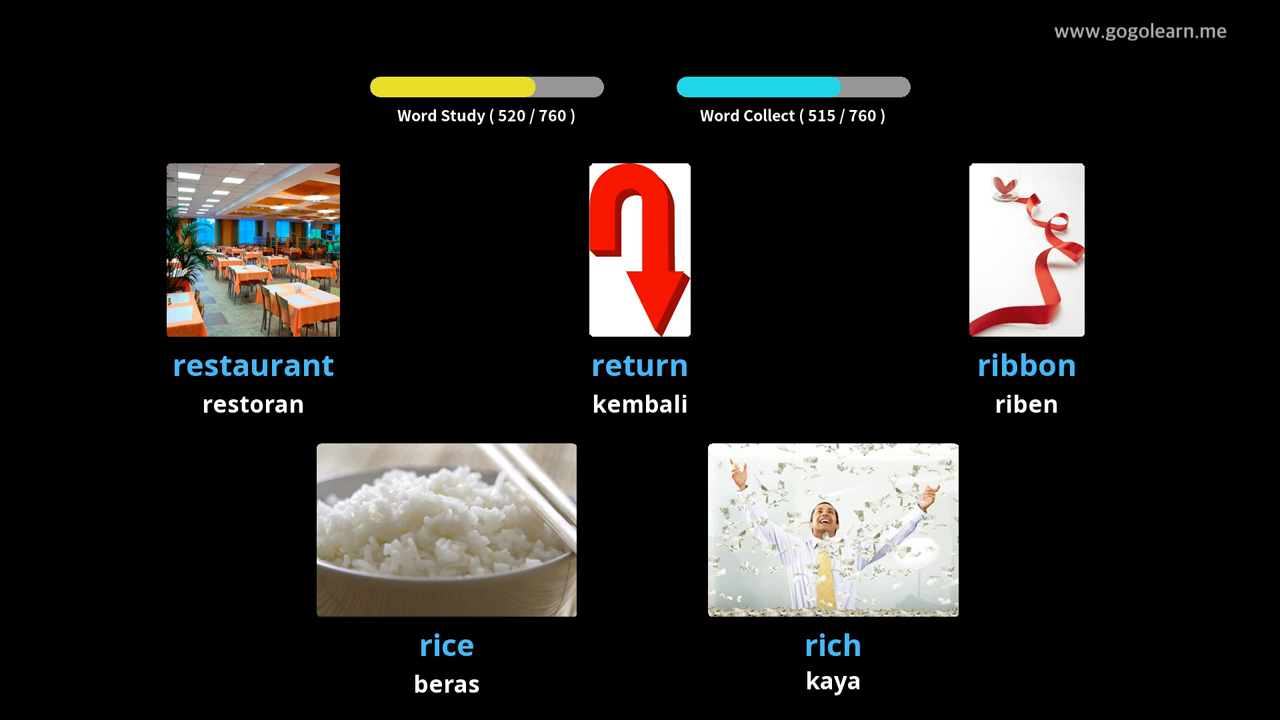 www.gogolearn.me
Word Study ( 520 / 760 )
Word Collect ( 515 / 760 )
restaurant
restoran
return
kembali
ribbon
riben
rice
beras
rich
kaya